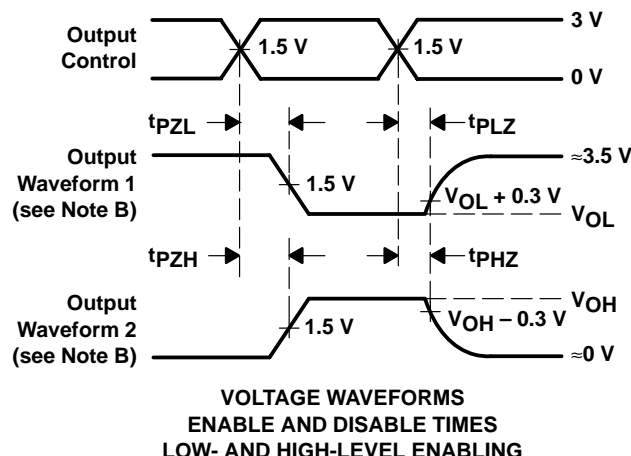 Output
Control
1.5 V
1.5 V
3 V
0 V
tPZL
tPLZ
Output
Waveform 1
(see Note B)
1.5 V
≈3.5 V
VOL + 0.3 V
VOL
tPZH
tPHZ
Output
Waveform 2
(see Note B)
1.5 V
VOH
VOH – 0.3 V
≈0 V
VOLTAGE WAVEFORMS
ENABLE AND DISABLE TIMES
LOW- AND HIGH-LEVEL ENABLING